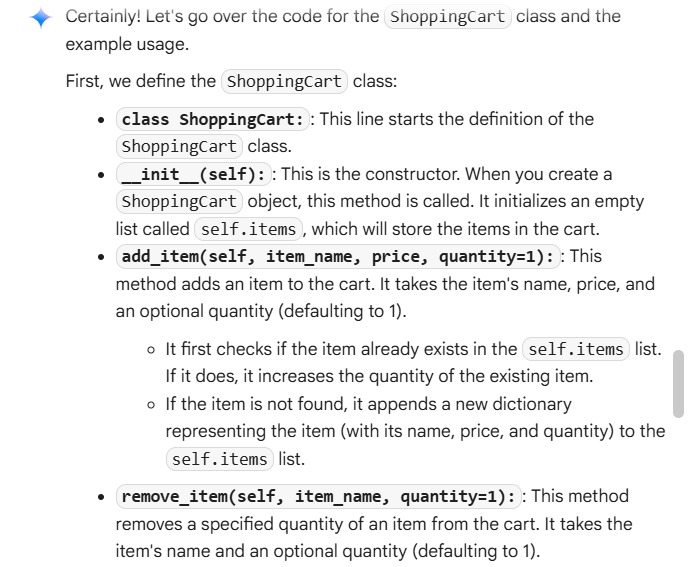 Certainly! Let's go over the code for the ShoppingCart class and the
example usage.
First, we define the ShoppingCart class:
• class ShoppingCart: : This line starts the definition of the
ShoppingCart class.
• __init__(self): : This is the constructor. When you create a
ShoppingCart object, this method is called. It initializes an empty
list called self.items , which will store the items in the cart.
• add_item(self, item_name, price, quantity=1): : This
method adds an item to the cart. It takes the item's name, price, and
an optional quantity (defaulting to 1).
◦ It first checks if the item already exists in the self.items list.
If it does, it increases the quantity of the existing item.
◦ If the item is not found, it appends a new dictionary
representing the item (with its name, price, and quantity) to the
self.items list.
• remove_item(self, item_name, quantity=1): : This method
removes a specified quantity of an item from the cart. It takes the
item's name and an optional quantity (defaulting to 1).